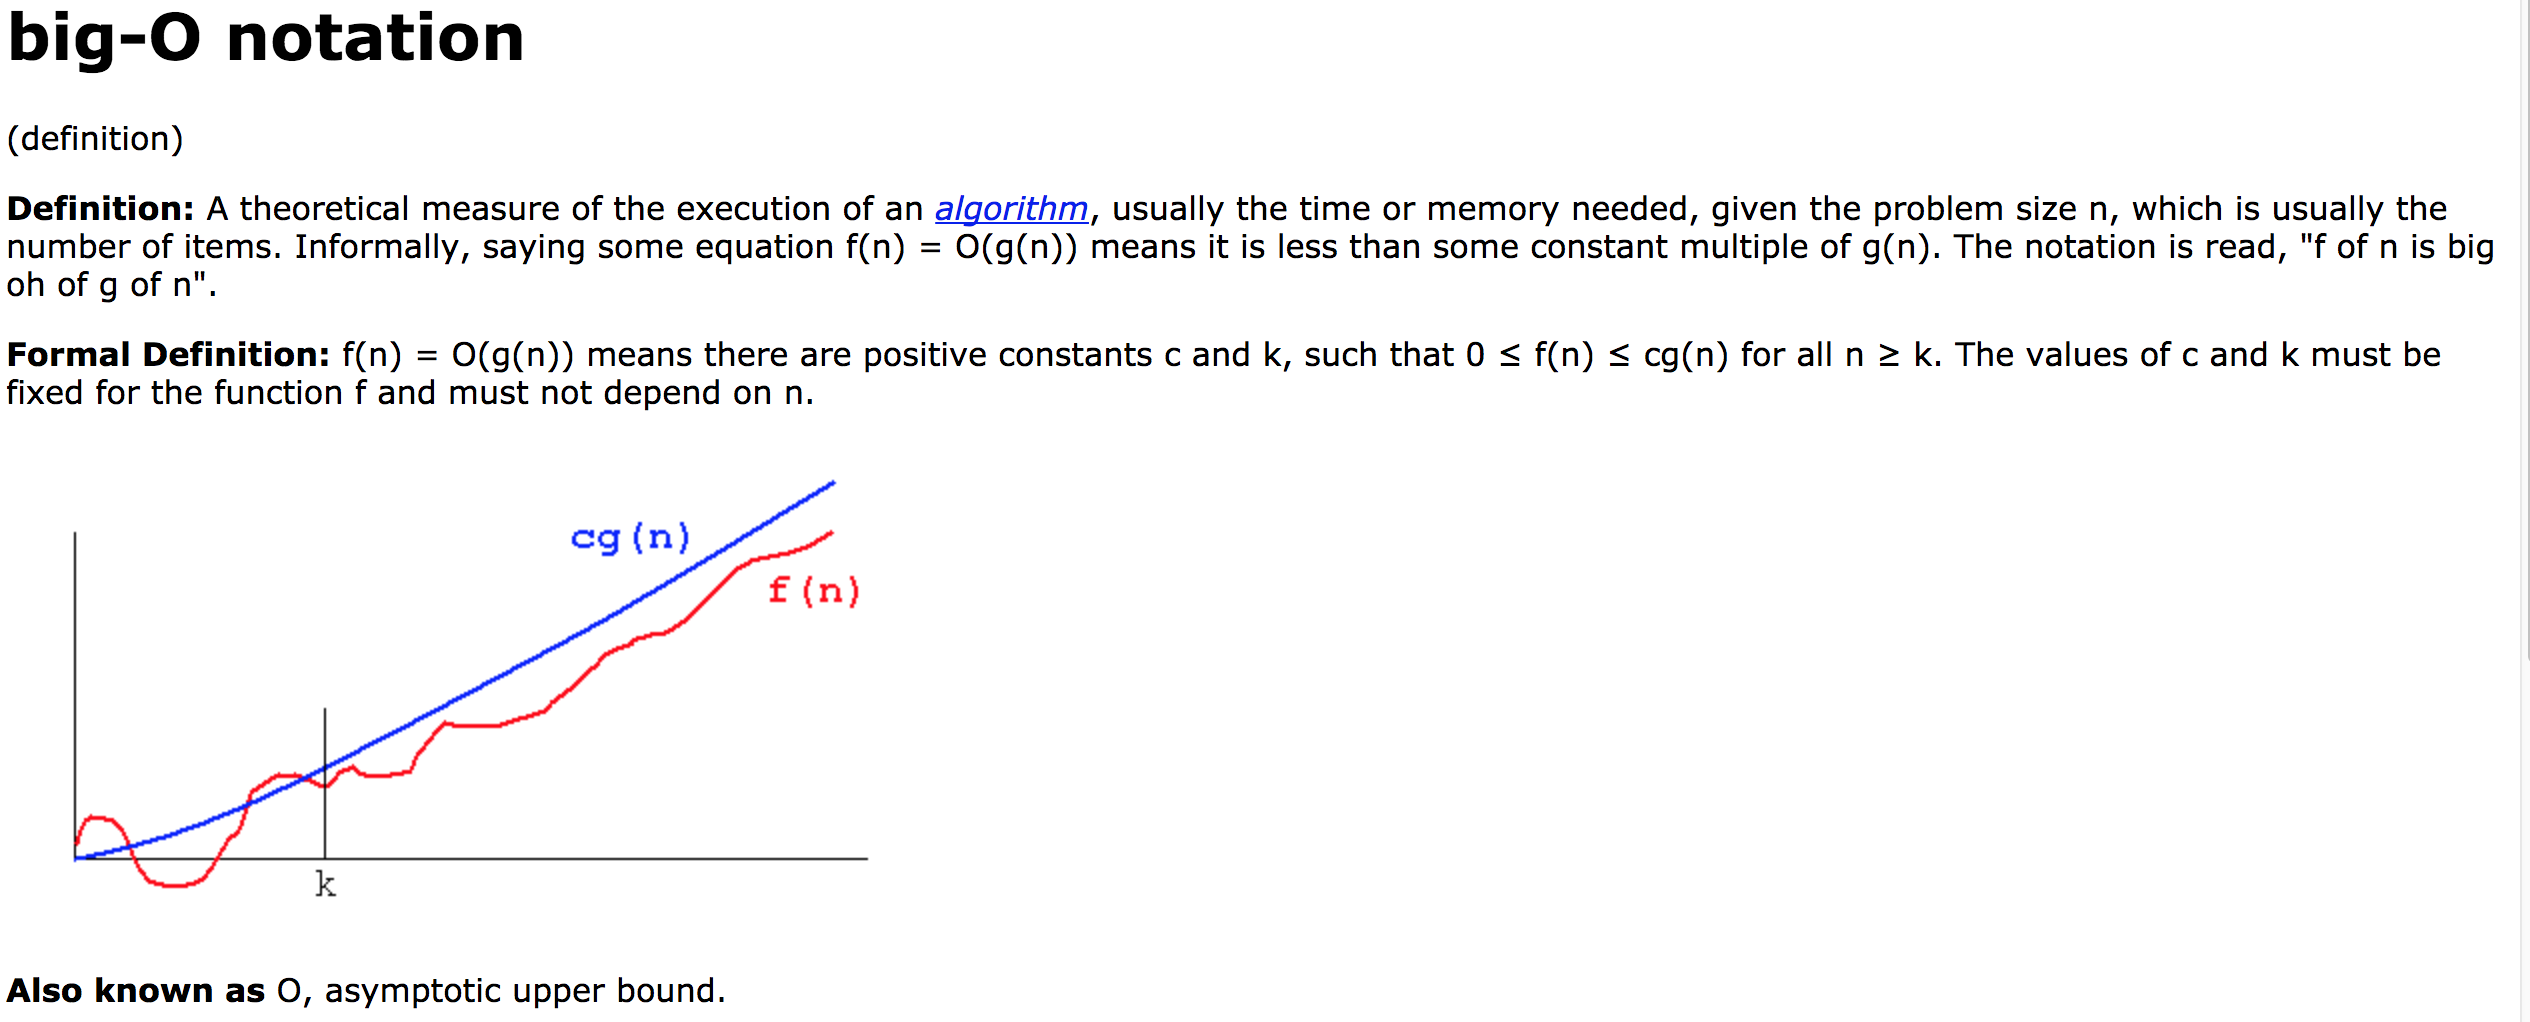 big-O notation
(definition)
Definition: A theoretical measure of the execution of an algorithm, usually the time or memory needed, given the problem size n, which is usually the
number of items. Informally, saying some equation f(n) = O(g(n)) means it is less than some constant multiple of g(n). The notation is read, "f of n is big
oh of g of n".
Formal Definition: f(n) = O(g(n)) means there are positive constants c and k, such that 0 ≤ f(n) ≤ cg(n) for all n ≥ k. The values of c and k must be
fixed for the function f and must not depend on n.
cg(n)
f(n)
k
Also known as O, asymptotic upper bound.